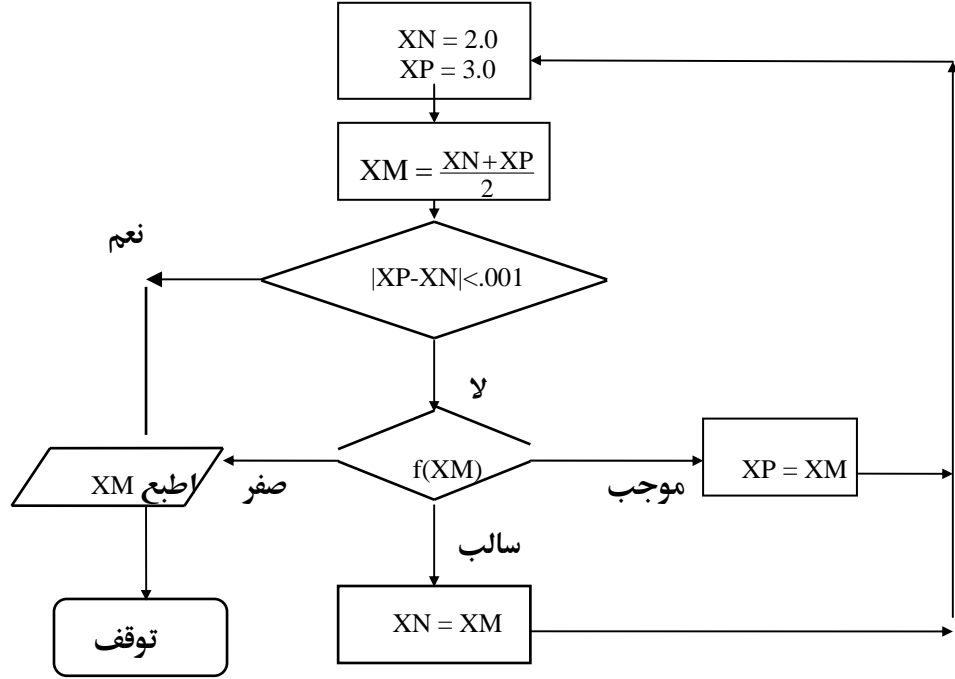 XN = 2.0
XP = 3.0
XM = \frac{XN+XP}{2}
نعم
|XP-XN|<.001
لا
XM اطبع
صفر
f(XM)
موجب
XP = XM
سالب
توقف
XN = XM